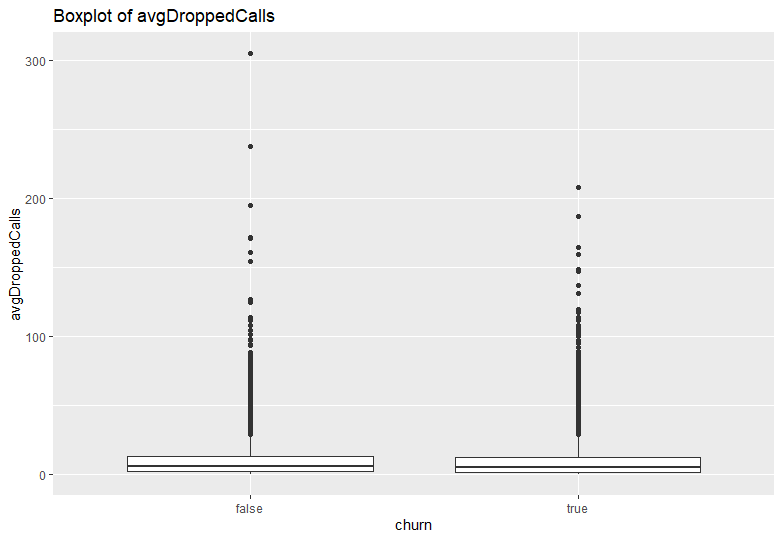 Boxplot of avgDroppedCalls
avgDroppedCalls
300
200
100
0
false
true
churn